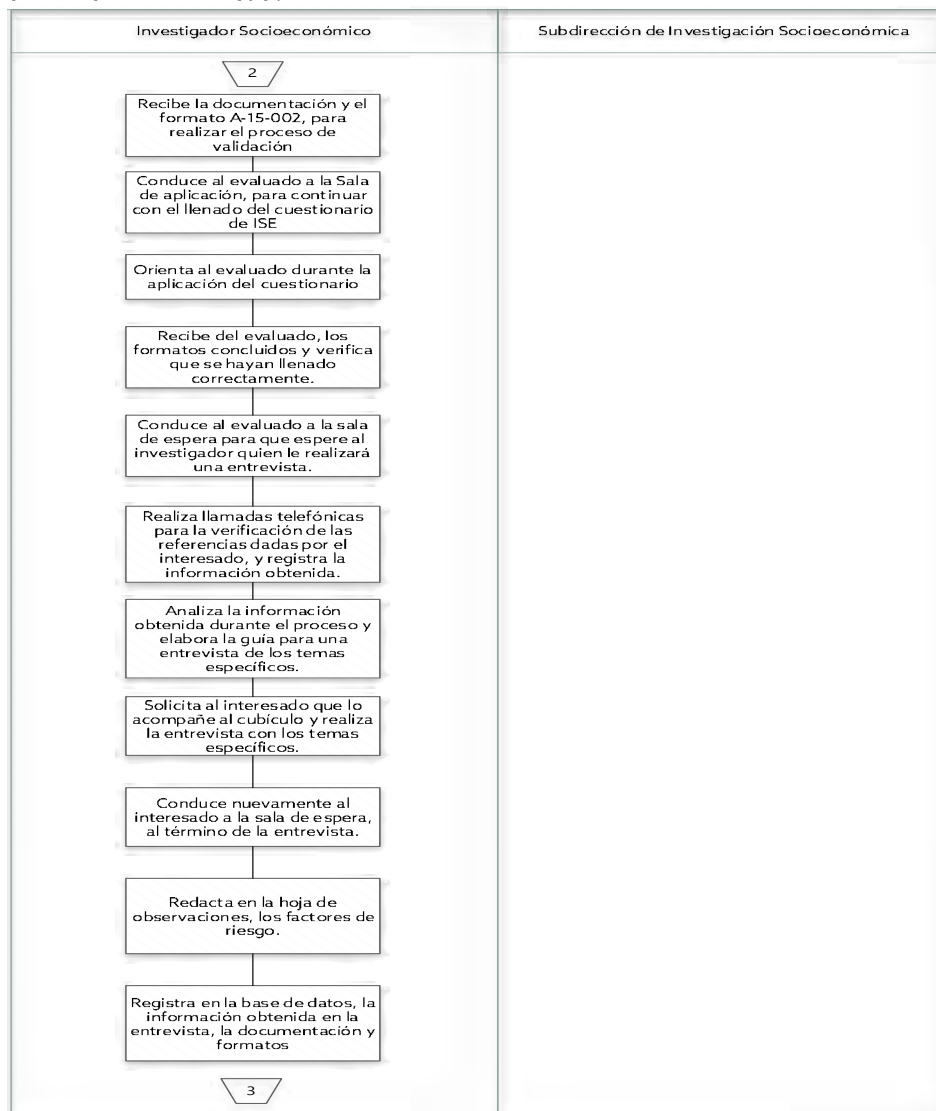 Investigador Socioeconómico
Subdirección de Investigación Socioeconómica
2
Recibe la documentación y el
formato A-15-002, para
realizar el proceso de
validación
Conduce al evaluado a la Sala
de aplicación, para continuar
con el llenado del cuestionario
de ISE
Orienta al evaluado durante la
aplicación del cuestionario
Recibe del evaluado, los
formatos concluidos y verifica
que se hayan llenado
correctamente.
Conduce al evaluado a la sala
de espera para que espere al
investigador quien le realizará
una entrevista.
Realiza llamadas telefónicas
para la verificación de las
referencias dadas por el
interesado, y registra la
información obtenida.
Analiza la información
obtenida durante el proceso y
elabora la guía para una
entrevista de los temas
específicos.
Solicita al interesado que lo
acompañe al cubículo y realiza
la entrevista con los temas
específicos.
Conduce nuevamente al
interesado a la sala de espera,
al término de la entrevista.
Redacta en la hoja de
observaciones, los factores de
riesgo.
Registra en la base de datos, la
información obtenida en la
entrevista, la documentación y
formatos
3